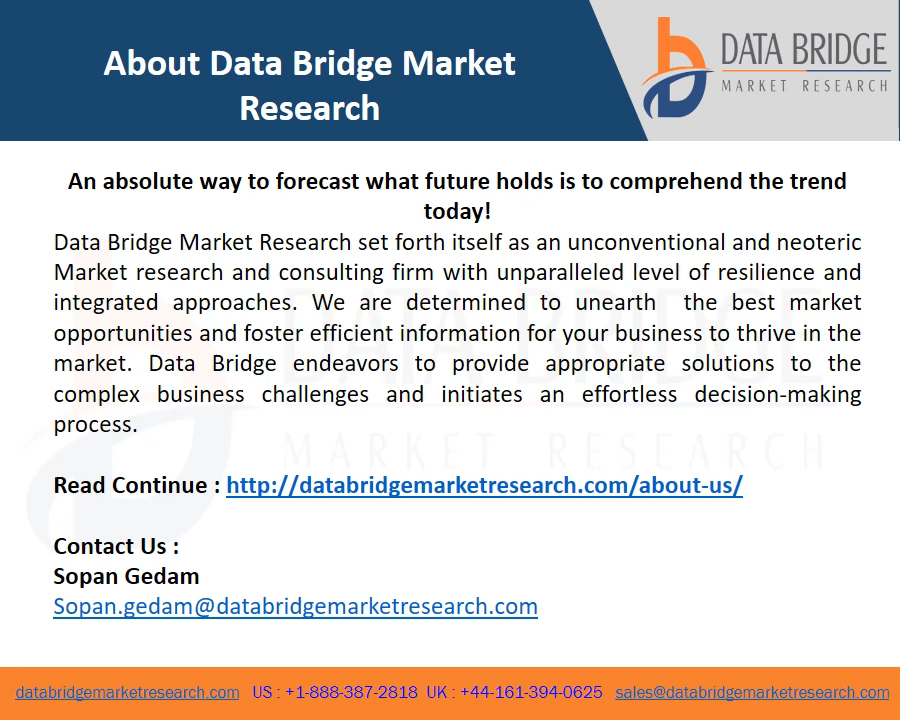 About Data Bridge Market
Research
DATA BRIDGE
MARKET RESEARCH
An absolute way to forecast what future holds is to comprehend the trend
today!
Data Bridge Market Research set forth itself as an unconventional and neoteric
Market research and consulting firm with unparalleled level of resilience and
integrated approaches. We are determined to unearth the best market
opportunities and foster efficient information for your business to thrive in the
market. Data Bridge endeavors to provide appropriate solutions to the
complex business challenges and initiates an effortless decision-making
process.
DATA BRIDGE
MARKET RESEARCH
Read Continue : http://databridgemarketresearch.com/about-us/
Contact Us :
Sopan Gedam
Sopan.gedam@databridgemarketresearch.com
databridgemarketresearch.com US : +1-888-387-2818 UK : +44-161-394-0625 sales@databridgemarketresearch.com